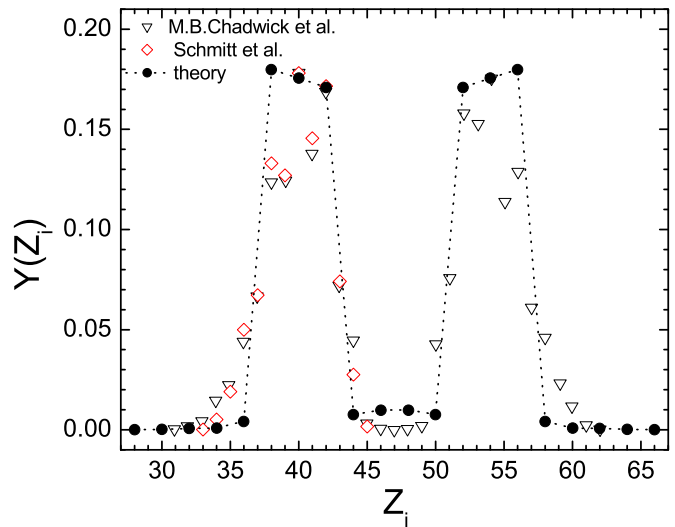 M.B.Chadwick et al.
Schmitt et al.
theory
0.20
0.15
0.10
0.05
0.00
Y(Z_i)
30 35 40 45 50 55 60 65
Z_i